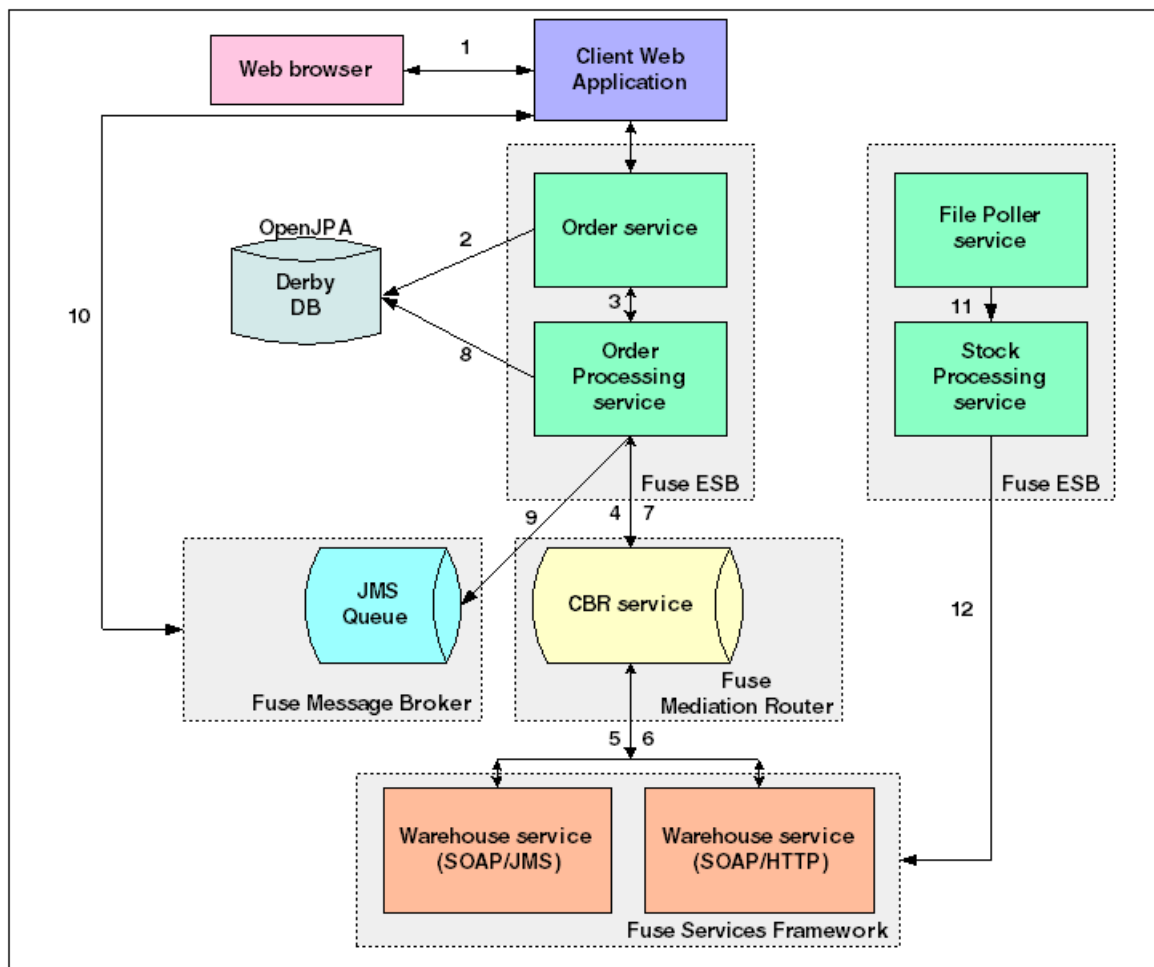 1
Web browser
Client Web
Application
OpenJPA
Derby
DB
2
Order service
3
8
Order
Processing
service
Fuse ESB
File Poller
service
11
Stock
Processing
service
Fuse ESB
10
9
4 7
12
JMS
Queue
Fuse Message Broker
CBR service
Fuse
Mediation Router
5 6
Warehouse service
(SOAP/JMS)
Warehouse service
(SOAP/HTTP)
Fuse Services Framework